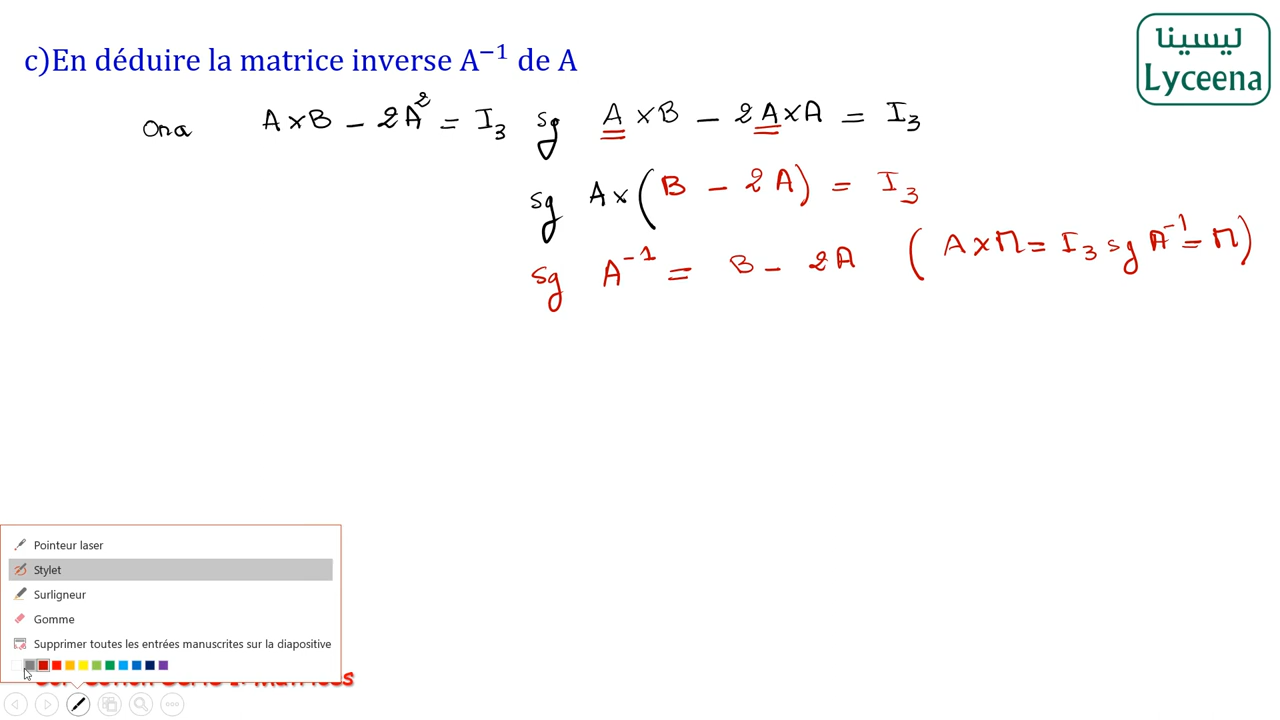 c)En déduire la matrice inverse A⁻¹ de A
ليسينا
Lyceena
On a A×B – 2A² = I₃ sg A×B – 2A×A = I₃
sg A×(B – 2A) = I₃
sg A⁻¹ = B – 2A (A×M = I₃ sg A⁻¹ = M)
Pointeur laser
Stylet
Surligneur
Gomme
Supprimer toutes les entrées manuscrites sur la diapositive